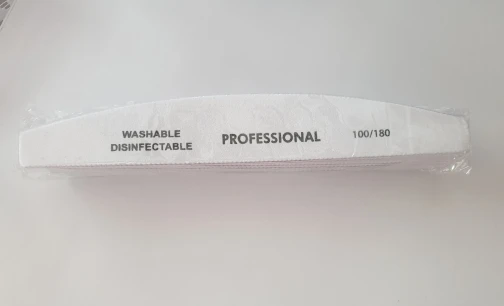 WASHABLE
DISINFECTABLE
PROFESSIONAL
100/180